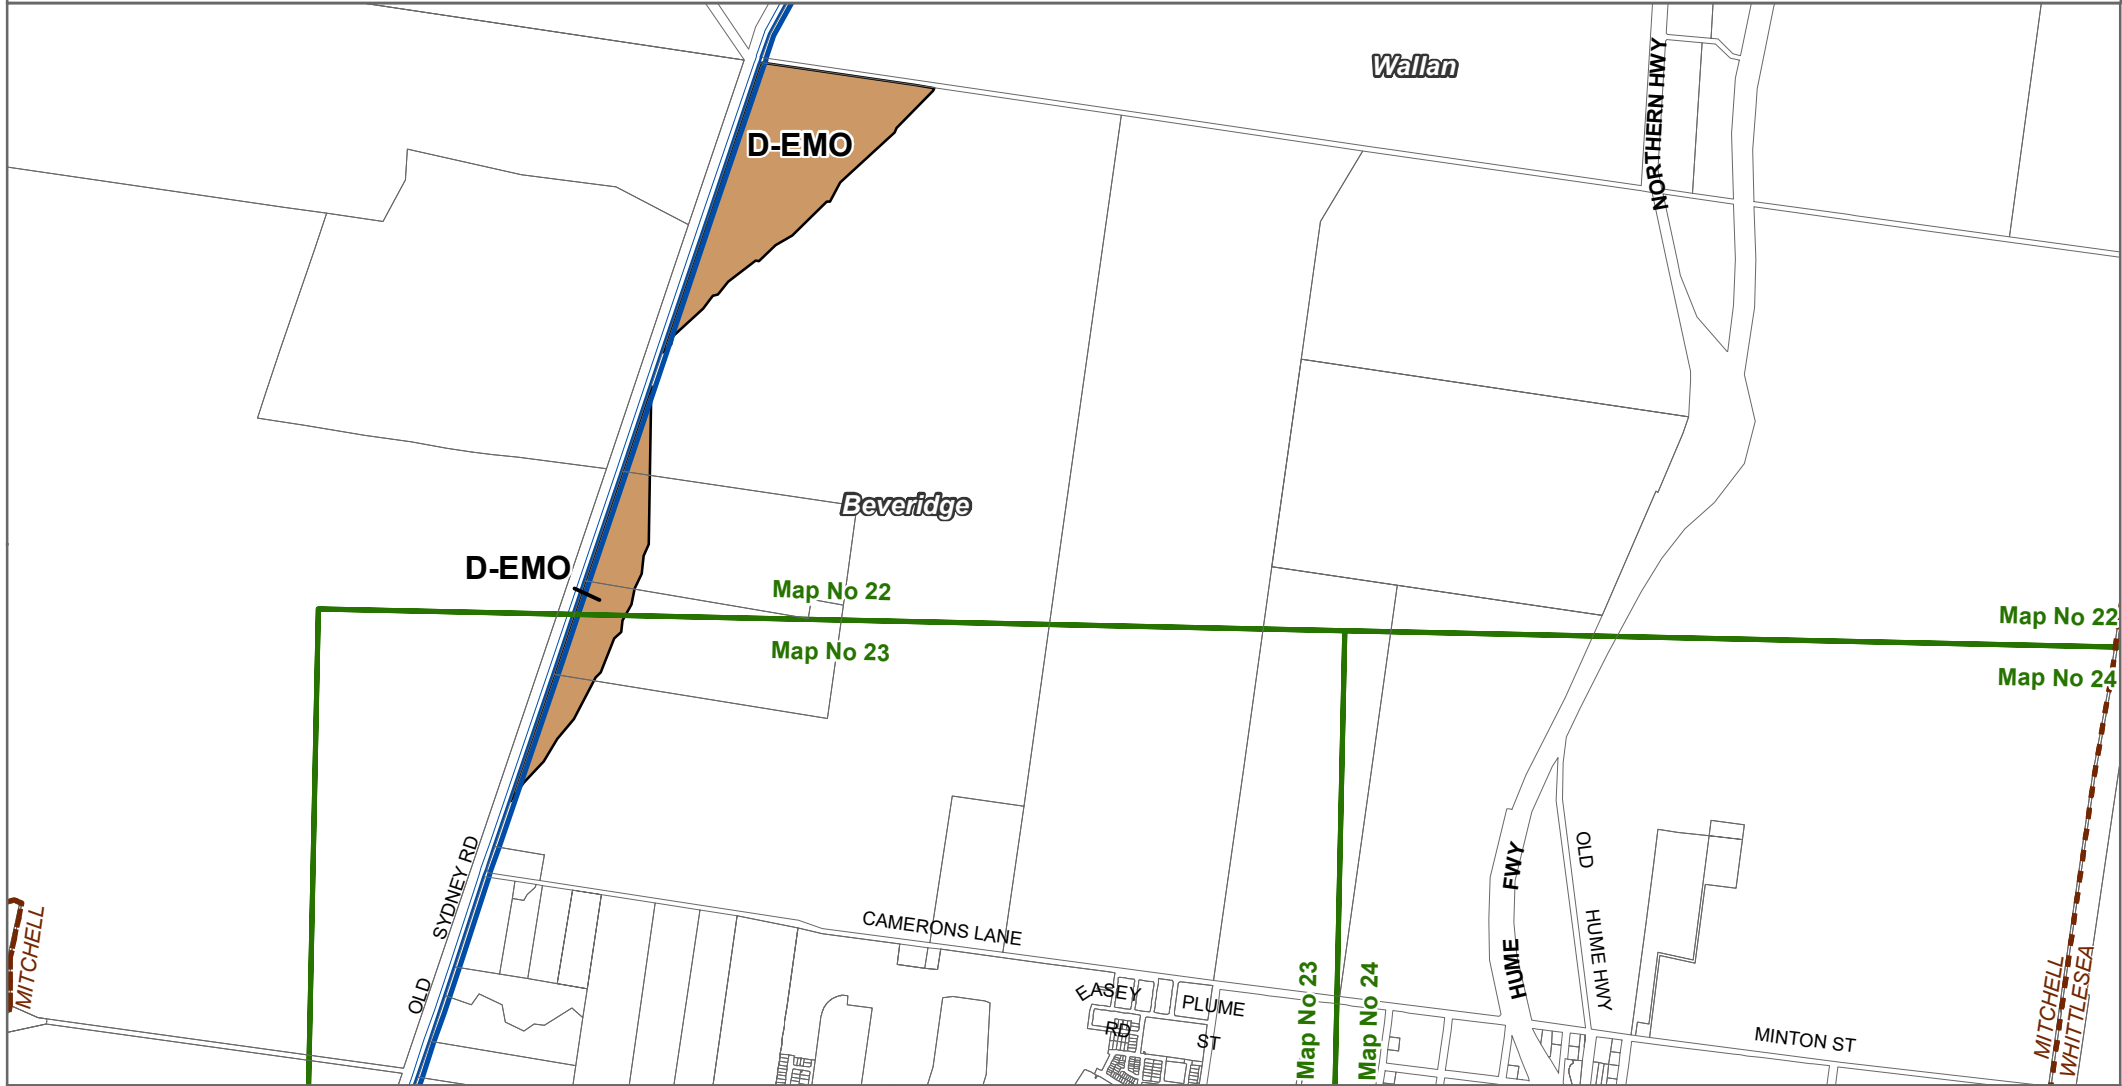 Wallan
NORTHERN HWY
D-EMO
Beveridge
D-EMO
Map No 22
Map No 22
Map No 23
Map No 24
SYDNEY RD
OLD
HUME FWY
OLD
HUME HWY
CAMERONS LANE
MITCHELL
EASEY
RD
PLUME
ST
Map No 23
Map No 24
MINTON ST
MITCHELL
WHITTLESEA